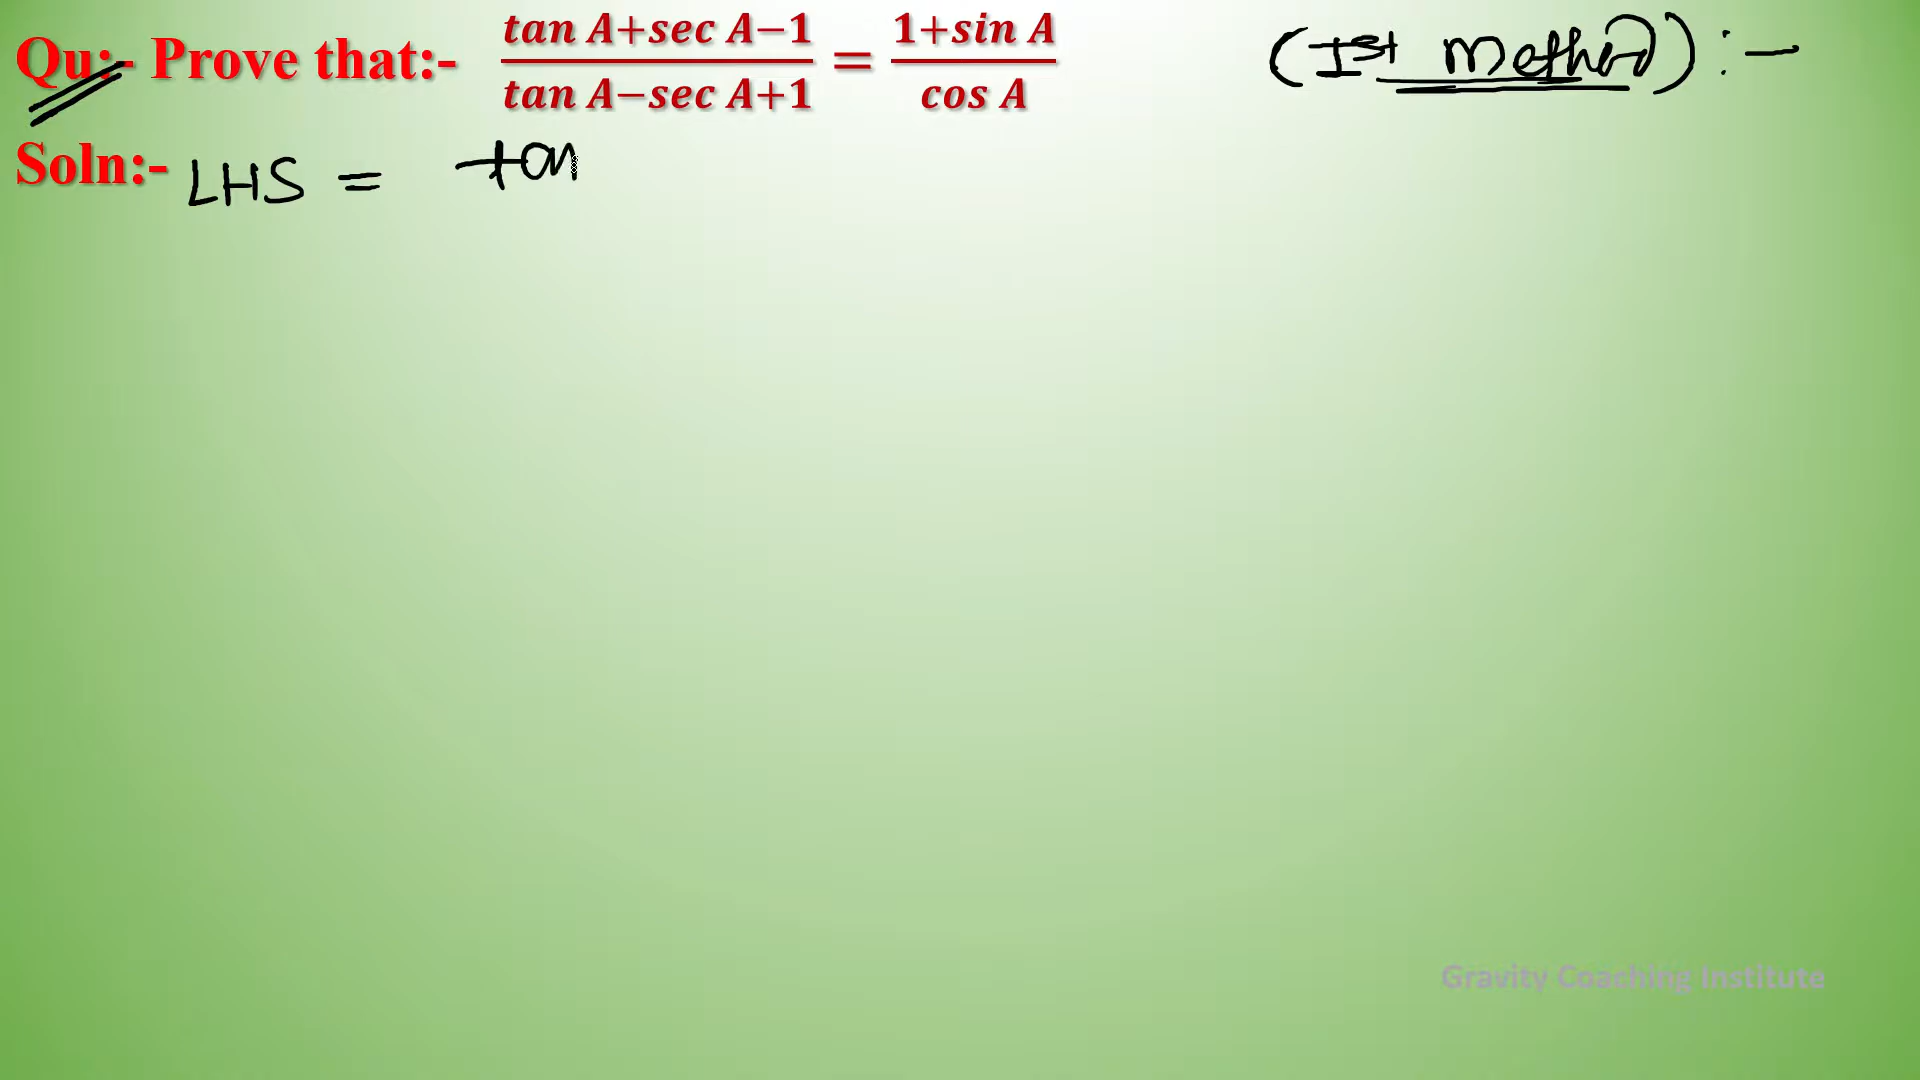 Qu:- Prove that:- (tan A+sec A−1)/(tan A−sec A+1) = (1+sin A)/(cos A) (Ist Method) :-
Soln:- LHS = tan
Gravity Coaching Institute